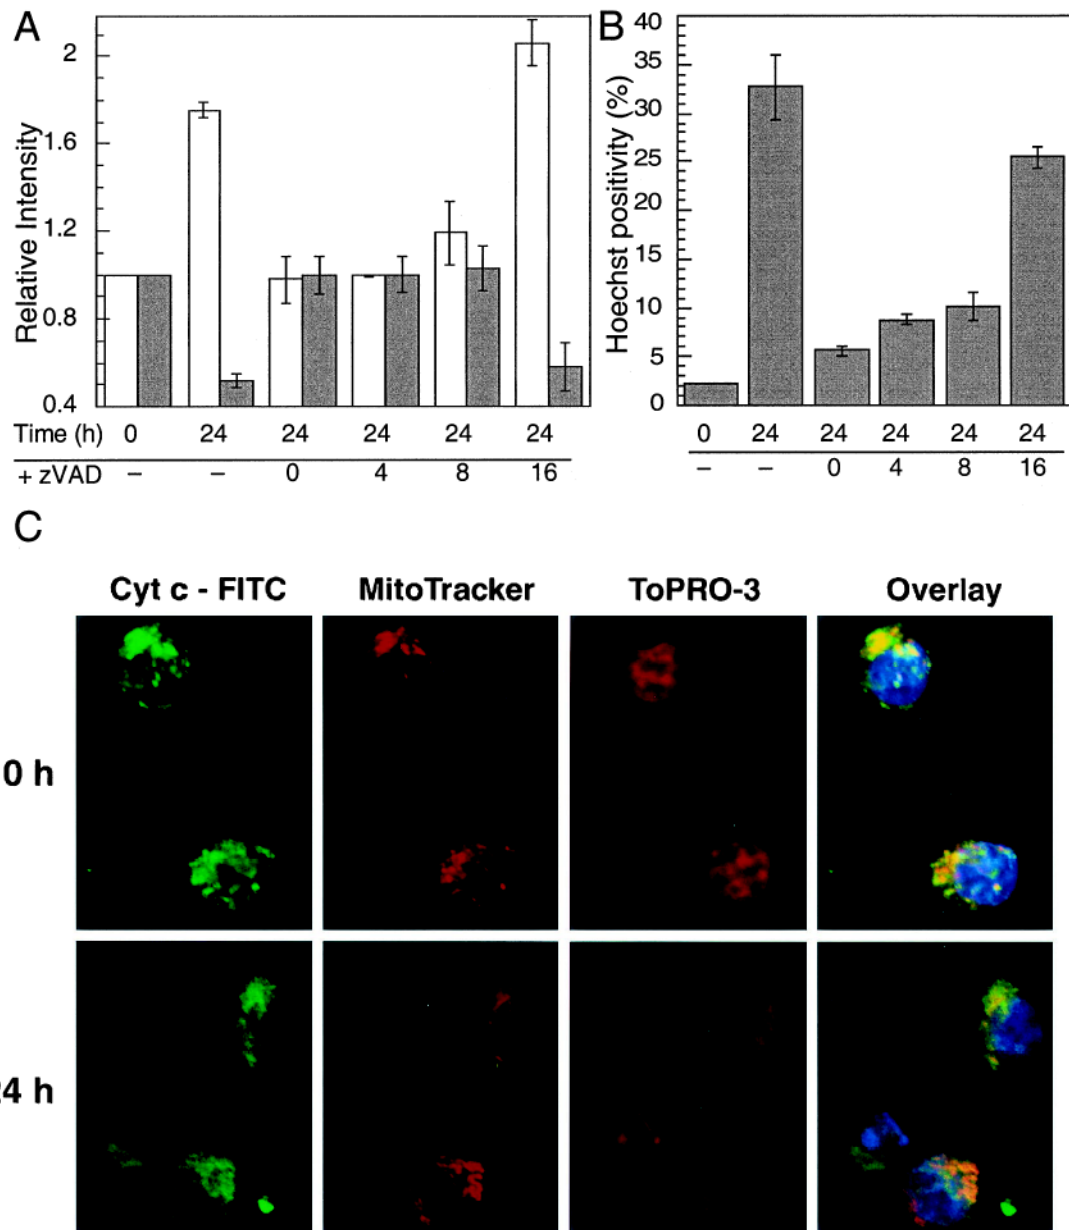 A
Relative Intensity
2
1.6
1.2
0.8
0.4
Time (h) 0 24 24 24 24 24
+ zVAD – – 0 4 8 16
B
Hoechst positivity (%)
40
35
30
25
20
15
10
5
0
0 24 24 24 24 24
– – 0 4 8 16
C
Cyt c - FITC MitoTracker ToPRO-3 Overlay
0 h
24 h